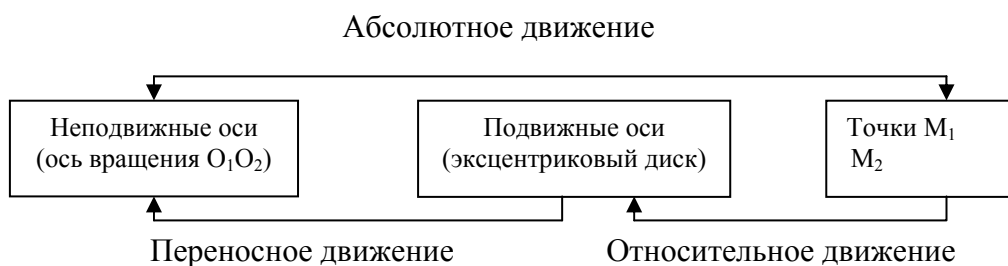 Абсолютное движение
Неподвижные оси
(ось вращения O₁O₂)
Подвижные оси
(эксцентриковый диск)
Точки M₁
M₂
Переносное движение
Относительное движение